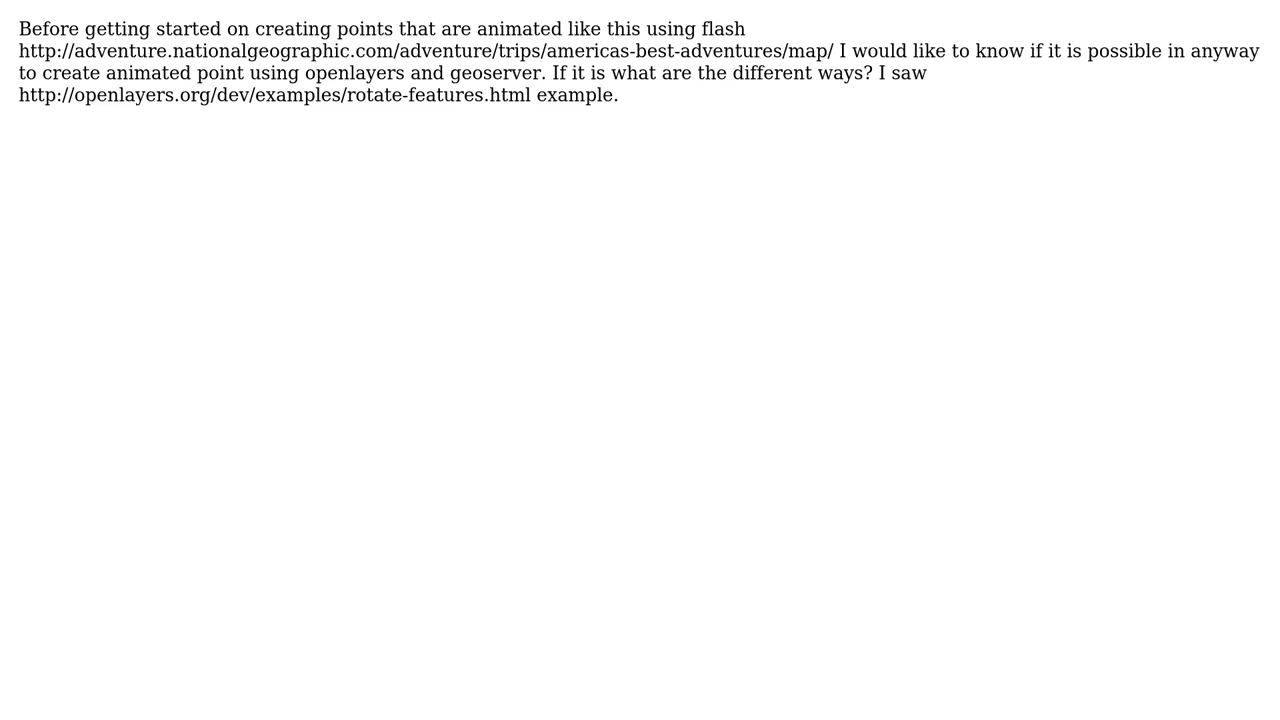 Before getting started on creating points that are animated like this using flash
http://adventure.nationalgeographic.com/adventure/trips/americas-best-adventures/map/ I would like to know if it is possible in anyway
to create animated point using openlayers and geoserver. If it is what are the different ways? I saw
http://openlayers.org/dev/examples/rotate-features.html example.